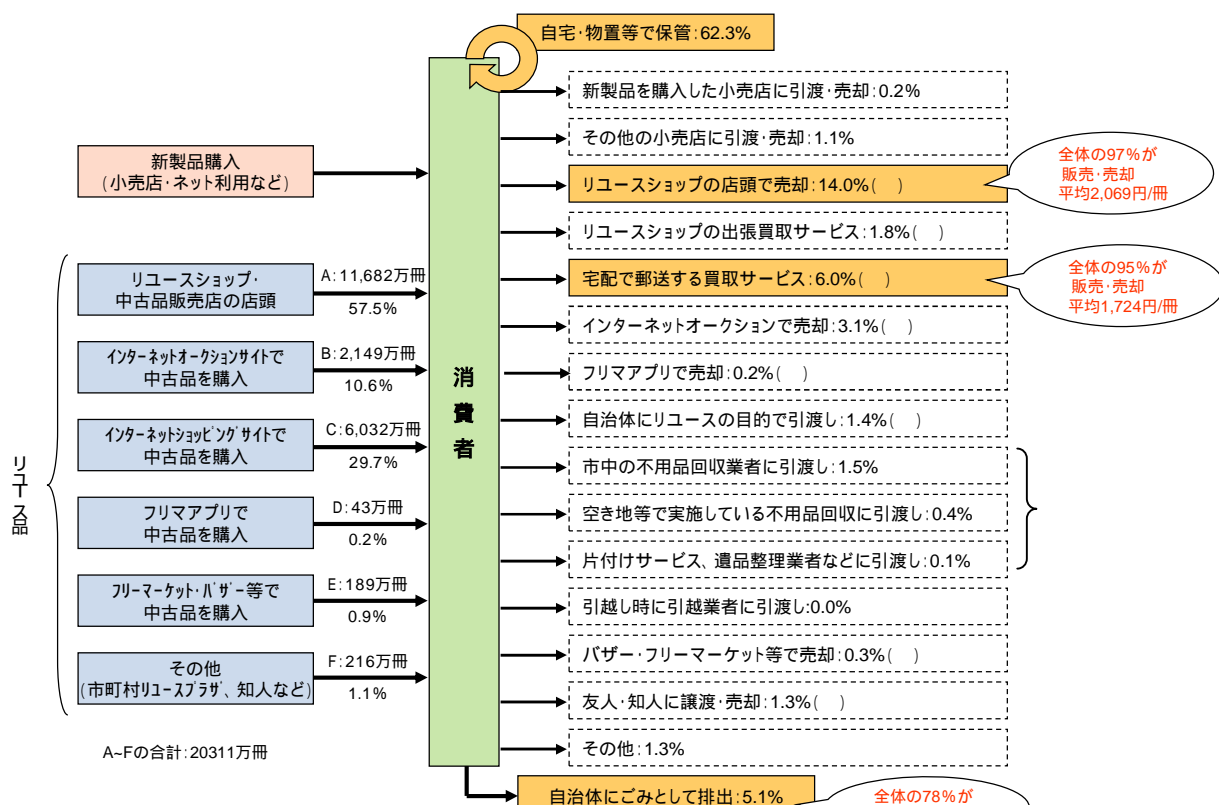 自宅･物置等で保管:62.3%
新製品を購入した小売店に引渡･売却:0.2%
その他の小売店に引渡･売却:1.1%
リユースショップの店頭で売却:14.0%( )
全体の97%が
販売･売却
平均2,069円/冊
リユースショップの出張買取サービス:1.8%( )
宅配で郵送する買取サービス:6.0%( )
全体の95%が
販売･売却
平均1,724円/冊
インターネットオークションで売却:3.1%( )
フリマアプリで売却:0.2%( )
自治体にリユースの目的で引渡し:1.4%( )
市中の不用品回収業者に引渡し:1.5%
空き地等で実施している不用品回収に引渡し:0.4%
片付けサービス、遺品整理業者などに引渡し:0.1%
引越し時に引越業者に引渡し:0.0%
バザー･フリーマーケット等で売却:0.3%( )
友人･知人に譲渡･売却:1.3%( )
その他:1.3%
自治体にごみとして排出:5.1%
全体の78%が
消費者
新製品購入
(小売店･ネット利用など)
リユース品
リユースショップ･
中古品販売店の店頭
A:11,682万冊
57.5%
インターネットオークションサイトで
中古品を購入
B:2,149万冊
10.6%
インターネットショッピングサイトで
中古品を購入
C:6,032万冊
29.7%
フリマアプリで
中古品を購入
D:43万冊
0.2%
フリーマーケット･バザー等で
中古品を購入
E:189万冊
0.9%
その他
(市町村リユースプラザ、知人など)
F:216万冊
1.1%
A~Fの合計:20311万冊